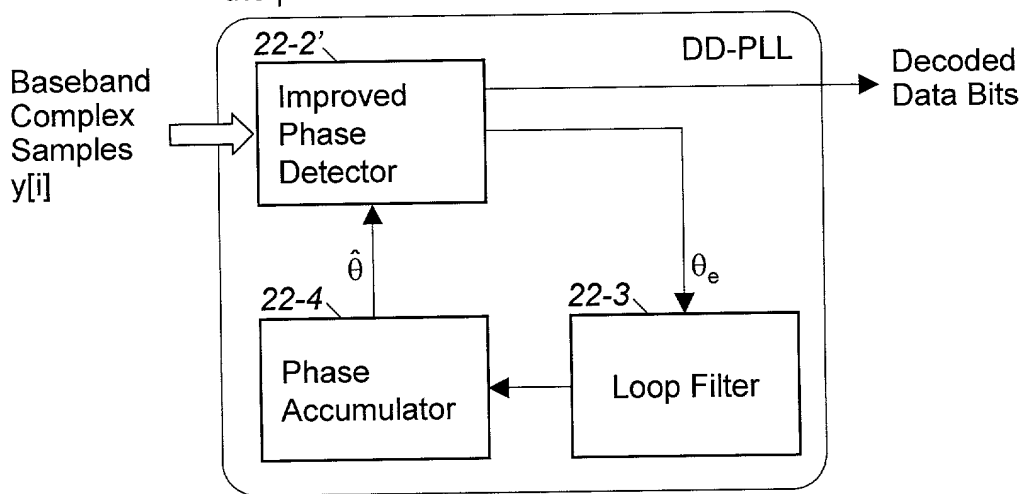 22-2'
DD-PLL
Baseband
Complex
Samples
y[i]
Improved
Phase
Detector
Decoded
Data Bits
θ̂
θe
22-4
22-3
Phase
Accumulator
Loop Filter